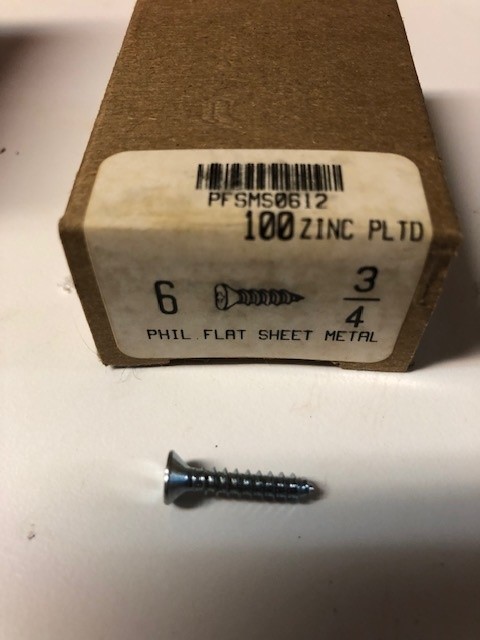 PFSMS0612
100 ZINC PLTD
6 3/4
PHIL.FLAT SHEET METAL